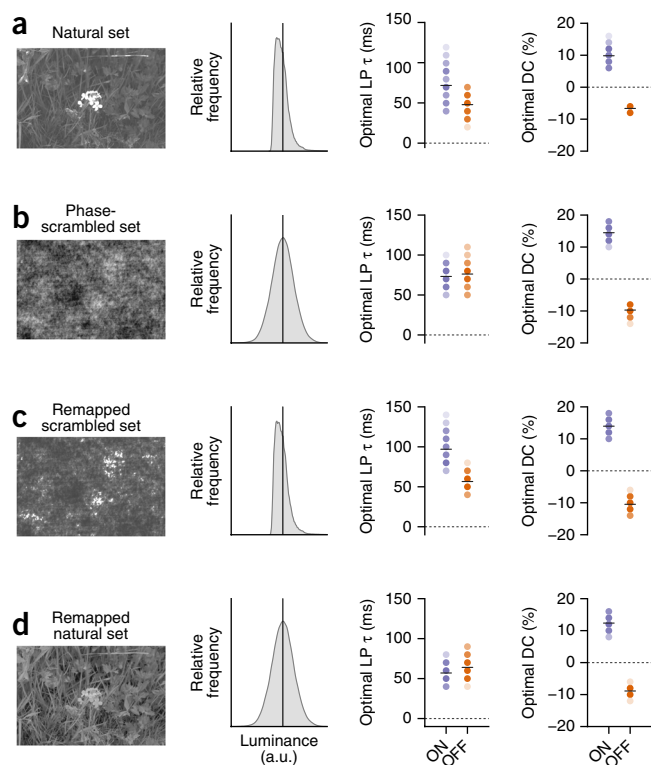 a
Natural set
Relative
frequency
Optimal LP τ (ms)
150
100
50
0
Optimal DC (%)
20
10
0
−10
−20
b
Phase-
scrambled set
Relative
frequency
Optimal LP τ (ms)
150
100
50
0
Optimal DC (%)
20
10
0
−10
−20
c
Remapped
scrambled set
Relative
frequency
Optimal LP τ (ms)
150
100
50
0
Optimal DC (%)
20
10
0
−10
−20
d
Remapped
natural set
Relative
frequency
Luminance
(a.u.)
Optimal LP τ (ms)
150
100
50
0
ON
OFF
Optimal DC (%)
20
10
0
−10
−20
ON
OFF